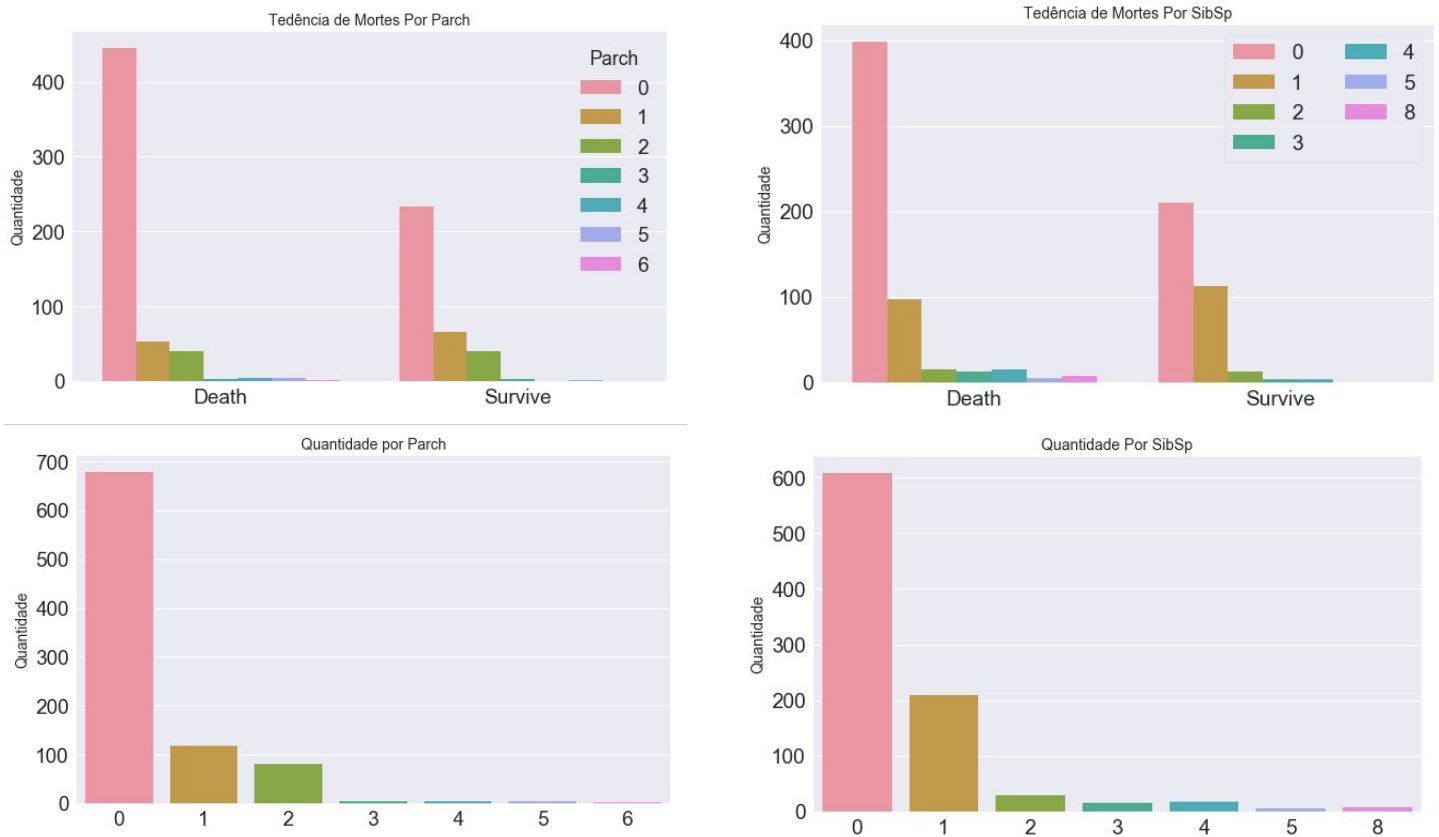 Tedência de Mortes Por Parch
Quantidade
400
300
200
100
0
Parch
0
1
2
3
4
5
6
Death Survive
Tedência de Mortes Por SibSp
Quantidade
400
300
200
100
0
0 4
1 5
2 8
3
Death Survive
Quantidade por Parch
Quantidade
700
600
500
400
300
200
100
0
0 1 2 3 4 5 6
Quantidade Por SibSp
Quantidade
600
500
400
300
200
100
0
0 1 2 3 4 5 8